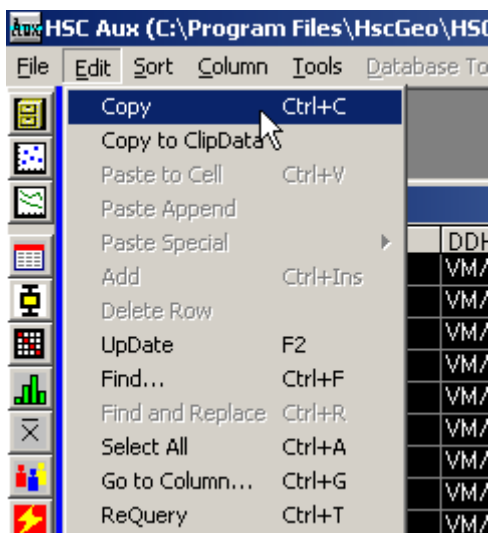 Aux HSC Aux (C:\Program Files\HscGeo\HSC
File Edit Sort Column Tools Database To
Copy Ctrl+C
Copy to ClipData
Paste to Cell Ctrl+V
Paste Append
Paste Special
Add Ctrl+Ins
Delete Row
UpDate F2
Find... Ctrl+F
Find and Replace Ctrl+R
Select All Ctrl+A
Go to Column... Ctrl+G
ReQuery Ctrl+T
DDH
VM/
VM/
VM/
VM/
VM/
VM/
VM/
VM/
VM/